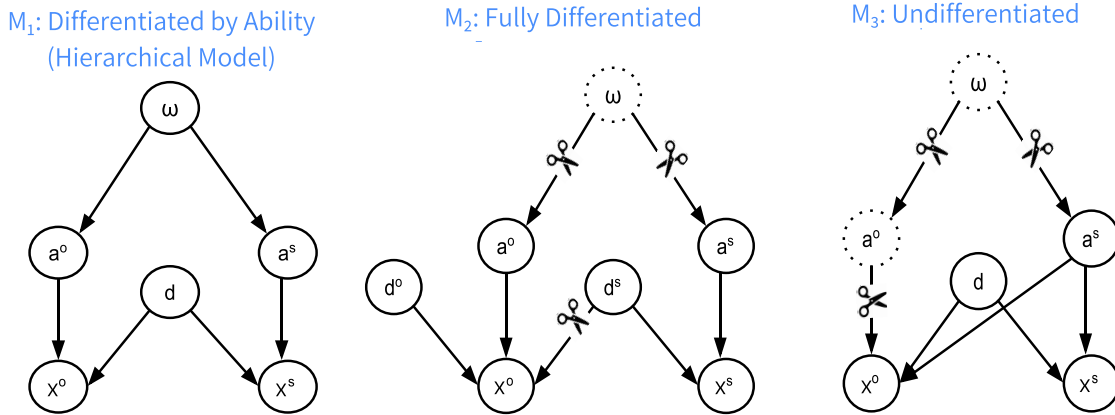 M₁: Differentiated by Ability
(Hierarchical Model)
ω
aᵒ
aˢ
d
xᵒ
xˢ
M₂: Fully Differentiated
ω
aᵒ
aˢ
dᵒ
dˢ
xᵒ
xˢ
M₃: Undifferentiated
ω
aᵒ
aˢ
d
xᵒ
xˢ